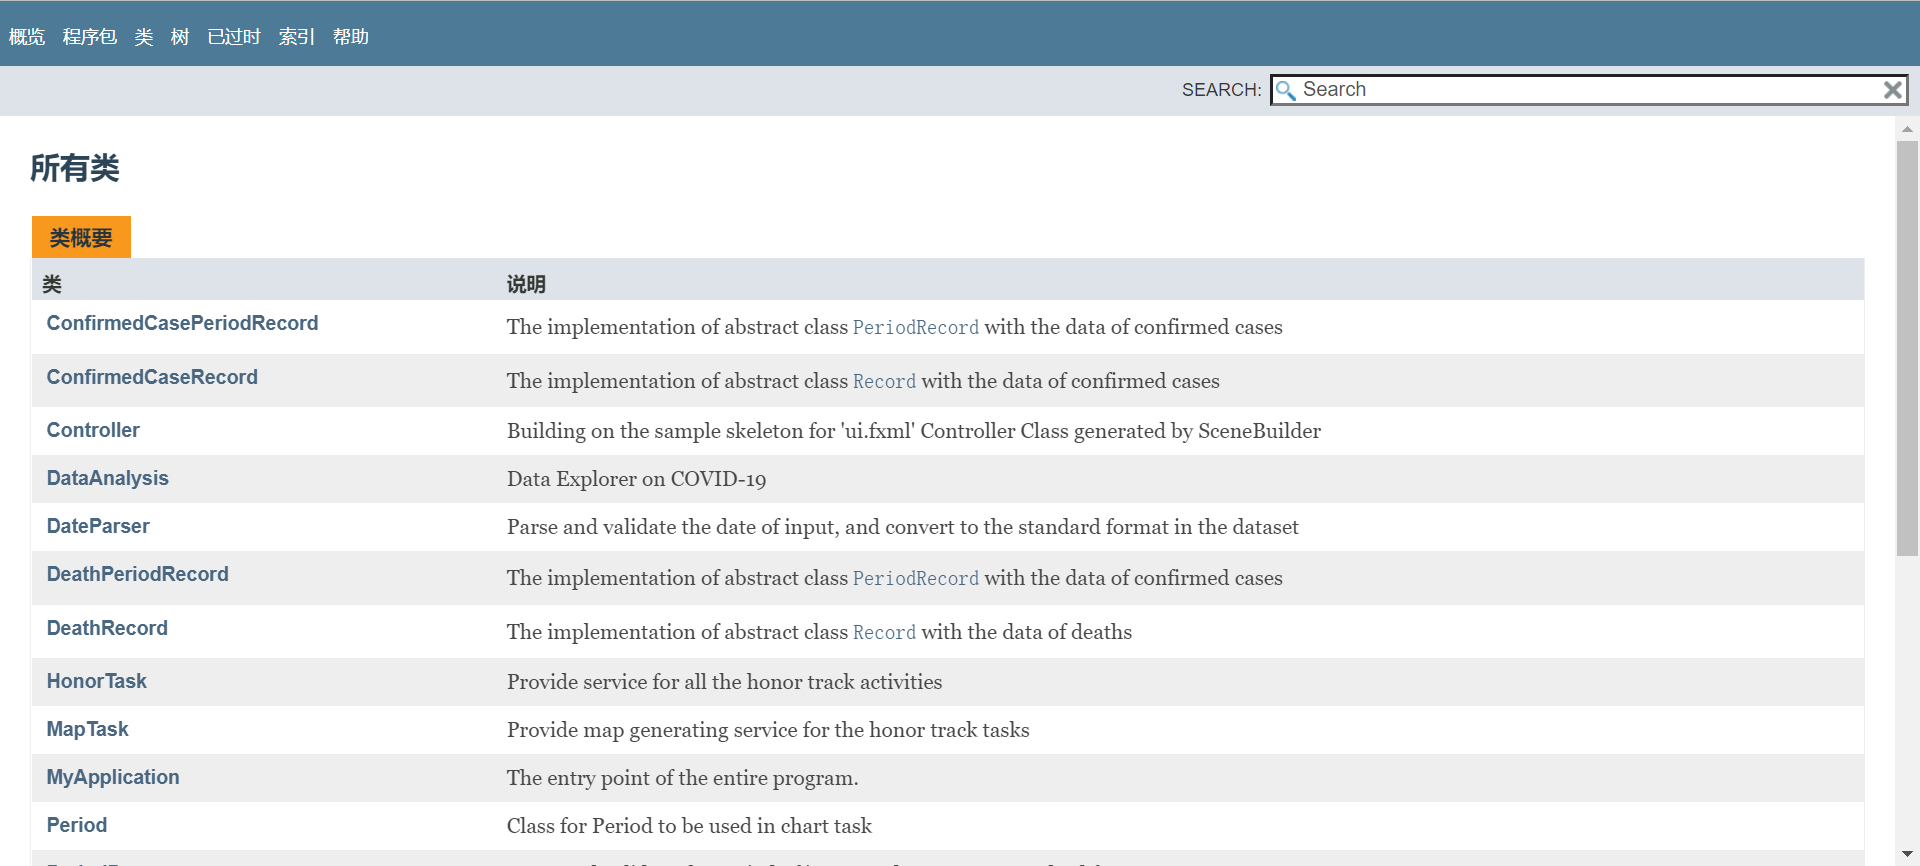 概览 程序包 类 树 已过时 索引 帮助
SEARCH: Search
所有类
类概要
类 说明
ConfirmedCasePeriodRecord The implementation of abstract class PeriodRecord with the data of confirmed cases
ConfirmedCaseRecord The implementation of abstract class Record with the data of confirmed cases
Controller Building on the sample skeleton for 'ui.fxml' Controller Class generated by SceneBuilder
DataAnalysis Data Explorer on COVID-19
DateParser Parse and validate the date of input, and convert to the standard format in the dataset
DeathPeriodRecord The implementation of abstract class PeriodRecord with the data of confirmed cases
DeathRecord The implementation of abstract class Record with the data of deaths
HonorTask Provide service for all the honor track activities
MapTask Provide map generating service for the honor track tasks
MyApplication The entry point of the entire program.
Period Class for Period to be used in chart task